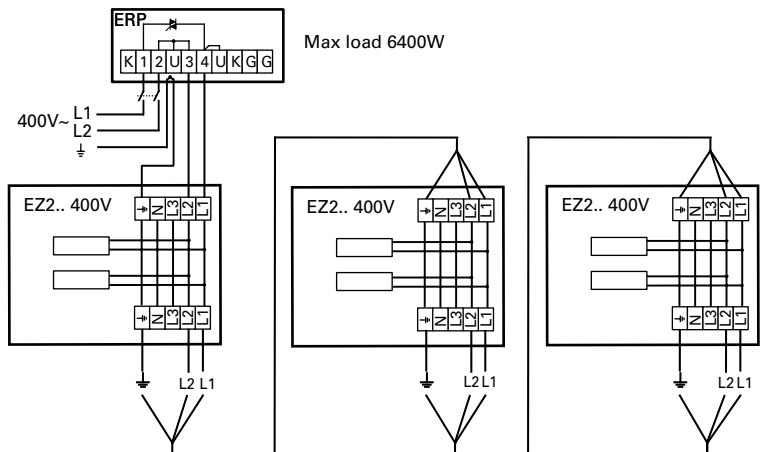 ERP
Max load 6400W
K 1 2 U 3 4 U K G G
400V~ L1
L2
EZ2.. 400V
N L3 L2 L1
N L3 L2 L1
L2 L1
EZ2.. 400V
N L3 L2 L1
N L3 L2 L1
L2 L1
EZ2.. 400V
N L3 L2 L1
N L3 L2 L1
L2 L1